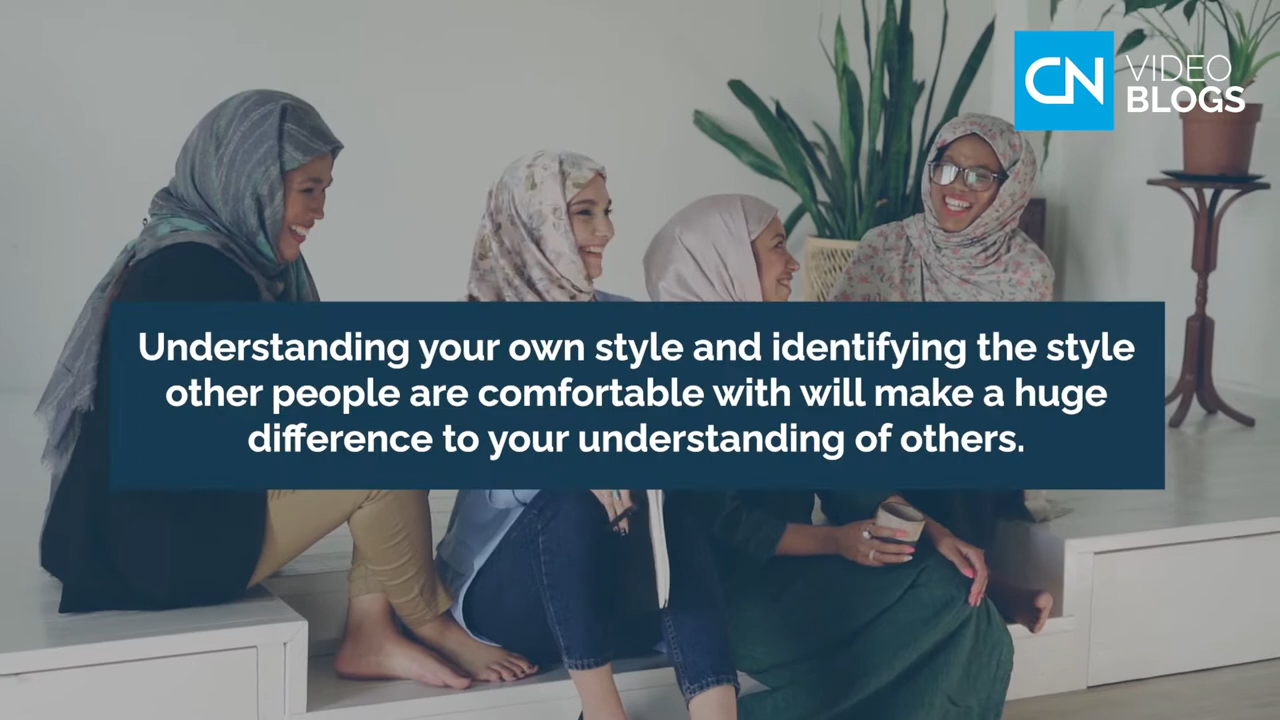 CN VIDEO
BLOGS
Understanding your own style and identifying the style
other people are comfortable with will make a huge
difference to your understanding of others.